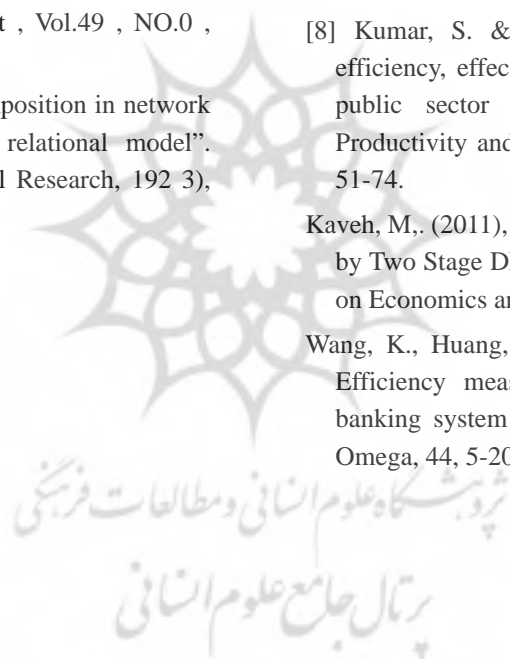 t , Vol.49 , NO.0 ,
position in network
relational model”.
l Research, 192 3),
[8] Kumar, S. &
efficiency, effec
public sector
Productivity and
51-74.
Kaveh, M,. (2011),
by Two Stage D
on Economics a
Wang, K., Huang,
Efficiency meas
banking system
Omega, 44, 5-20
پژوهشگاه علوم انسانی و مطالعات فرهنگی
پرتال جامع علوم انسانی